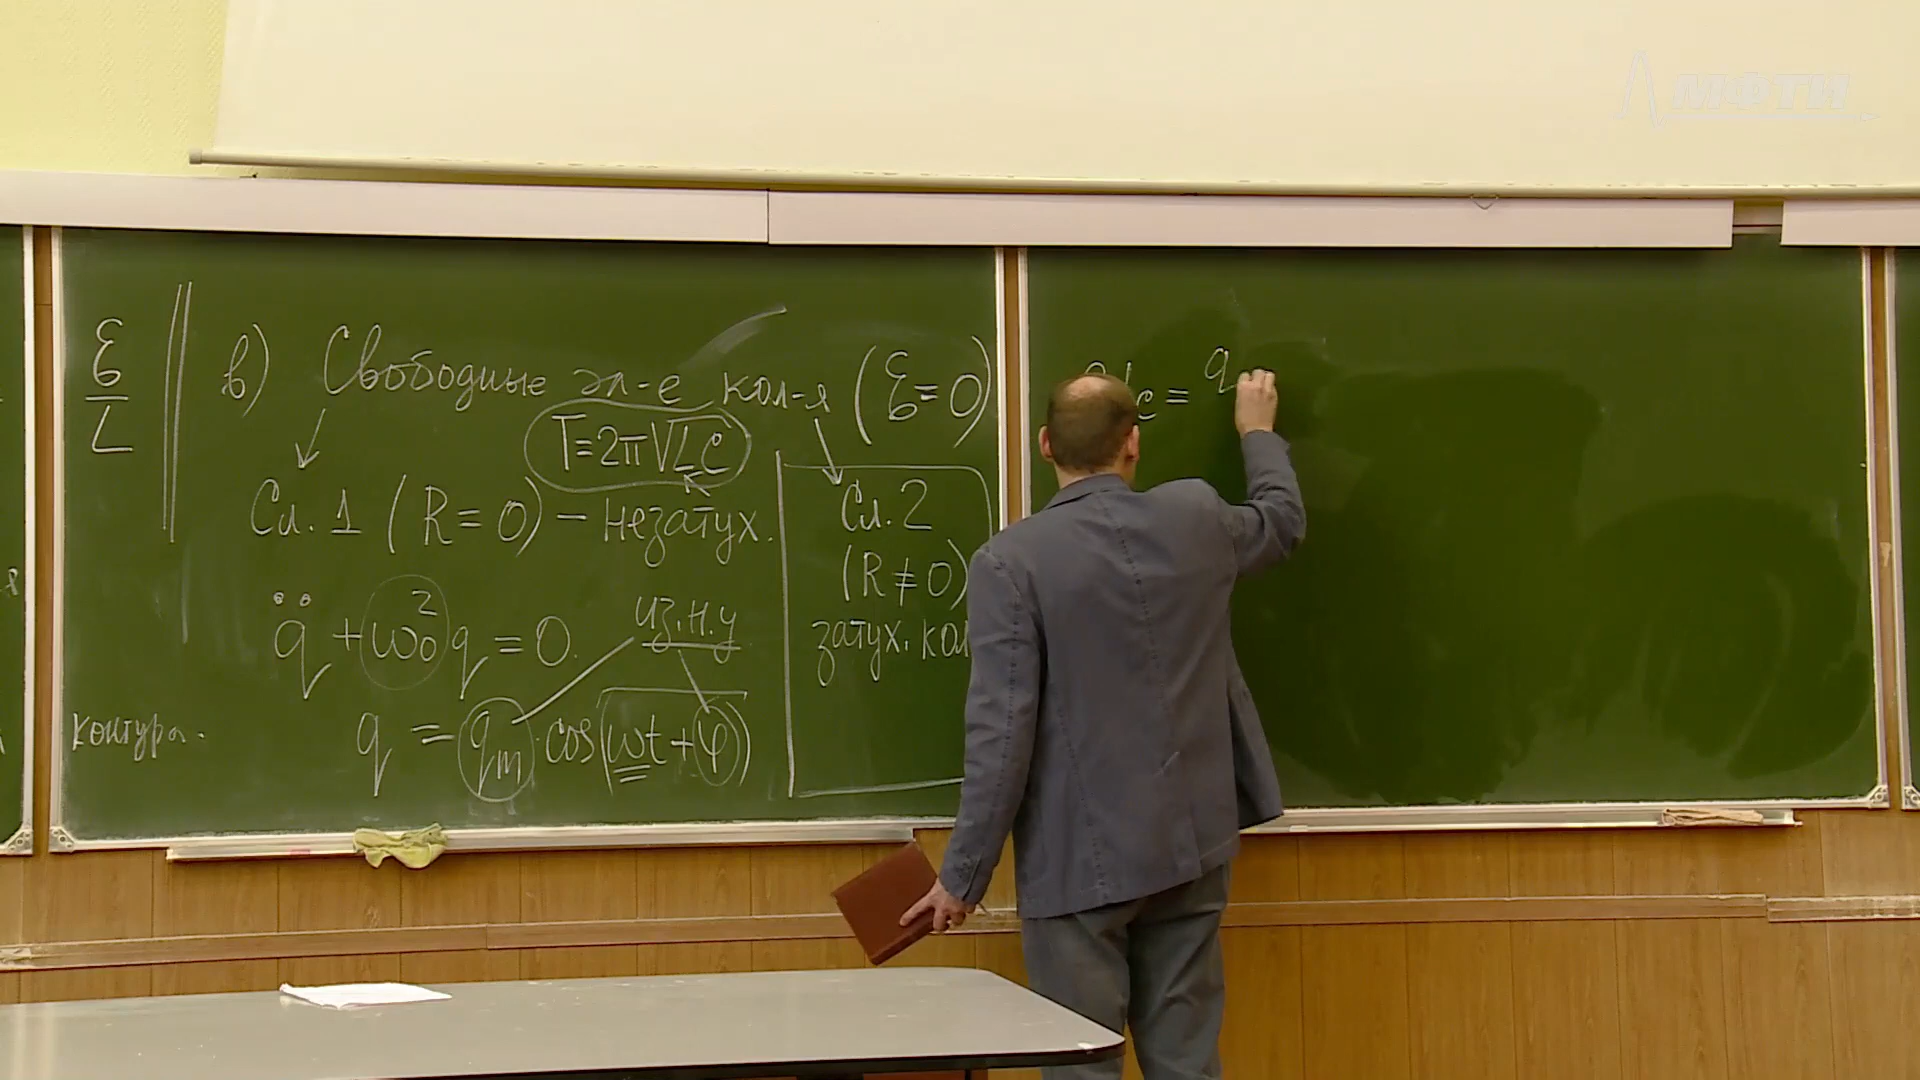 МФТИ
ℰ/L
в) Свободные эл-е кол-я (ℰ = 0)
T = 2π√LC
Сл. 1 (R = 0) – незатух.
q̈ + ω₀² q = 0.
из н. у
контура.
q = qₘ · cos(ωt + φ)
Сл. 2
(R ≠ 0)
затух. кол
c = q